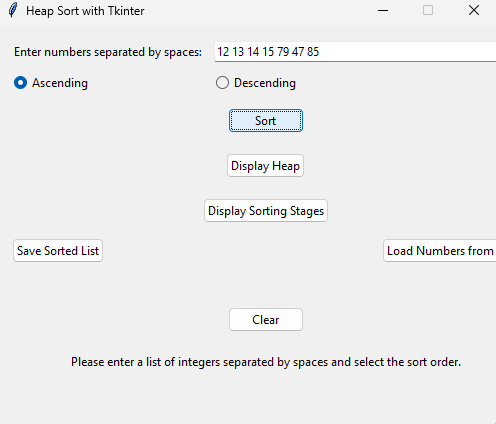 Heap Sort with Tkinter
Enter numbers separated by spaces: 12 13 14 15 79 47 85
Ascending Descending
Sort
Display Heap
Display Sorting Stages
Save Sorted List Load Numbers from
Clear
Please enter a list of integers separated by spaces and select the sort order.